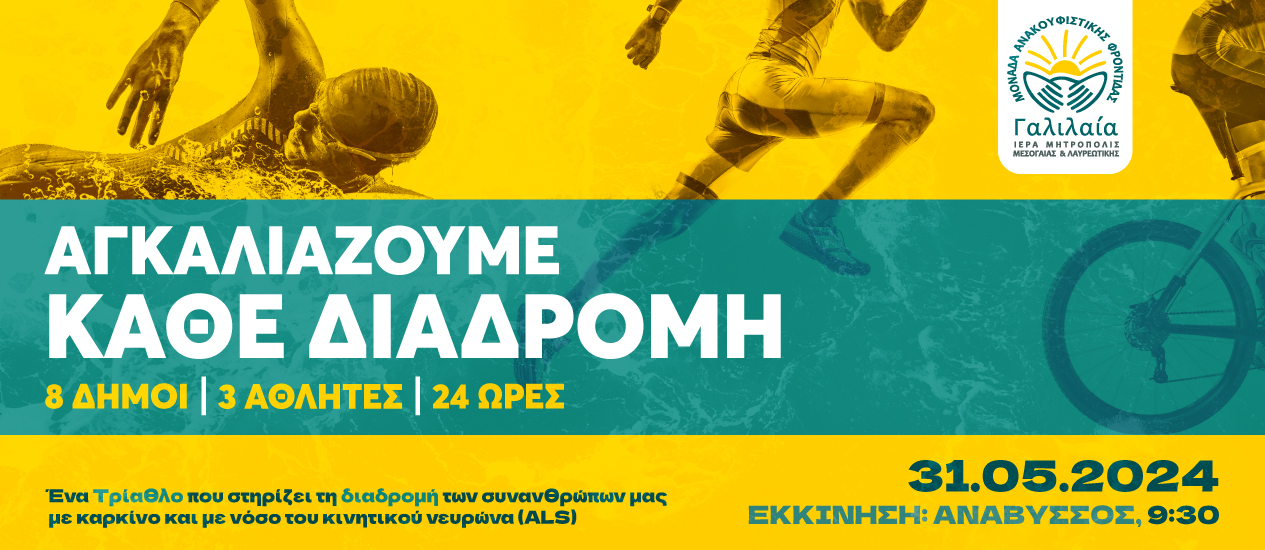 ΜΟΝΑΔΑ ΑΝΑΚΟΥΦΙΣΤΙΚΗΣ ΦΡΟΝΤΙΔΑΣ
Γαλιλαία
ΙΕΡΑ ΜΗΤΡΟΠΟΛΙΣ
ΜΕΣΟΓΑΙΑΣ & ΛΑΥΡΕΩΤΙΚΗΣ
ΑΓΚΑΛΙΑΖΟΥΜΕ
ΚΑΘΕ ΔΙΑΔΡΟΜΗ
8 ΔΗΜΟΙ | 3 ΑΘΛΗΤΕΣ | 24 ΩΡΕΣ
Ένα Τρίαθλο που στηρίζει τη διαδρομή των συνανθρώπων μας
με καρκίνο και με νόσο του κινητικού νευρώνα (ALS)
31.05.2024
ΕΚΚΙΝΗΣΗ: ΑΝΑΒΥΣΣΟΣ, 9:30